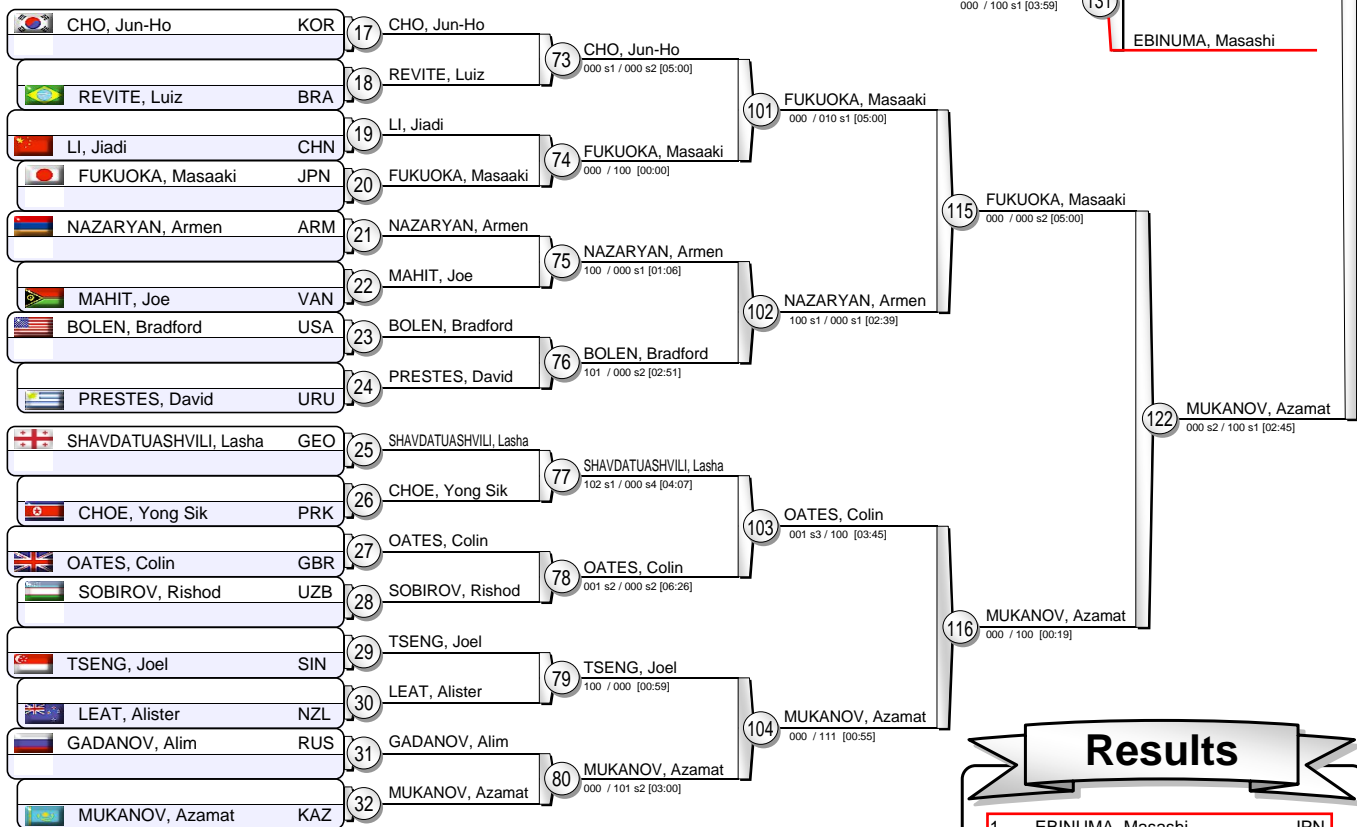 000 / 100 s1 [03:59]
131
EBINUMA, Masashi
CHO, Jun-Ho KOR
17
CHO, Jun-Ho
REVITE, Luiz BRA
18
REVITE, Luiz
73
CHO, Jun-Ho
000 s1 / 000 s2 [05:00]
LI, Jiadi CHN
19
LI, Jiadi
FUKUOKA, Masaaki JPN
20
FUKUOKA, Masaaki
74
FUKUOKA, Masaaki
000 / 100 [00:00]
101
FUKUOKA, Masaaki
000 / 010 s1 [05:00]
NAZARYAN, Armen ARM
21
NAZARYAN, Armen
MAHIT, Joe VAN
22
MAHIT, Joe
75
NAZARYAN, Armen
100 / 000 s1 [01:06]
BOLEN, Bradford USA
23
BOLEN, Bradford
PRESTES, David URU
24
PRESTES, David
76
BOLEN, Bradford
101 / 000 s2 [02:51]
102
NAZARYAN, Armen
100 s1 / 000 s1 [02:39]
115
FUKUOKA, Masaaki
000 / 000 s2 [05:00]
SHAVDATUASHVILI, Lasha GEO
25
SHAVDATUASHVILI, Lasha
CHOE, Yong Sik PRK
26
CHOE, Yong Sik
77
SHAVDATUASHVILI, Lasha
102 s1 / 000 s4 [04:07]
OATES, Colin GBR
27
OATES, Colin
SOBIROV, Rishod UZB
28
SOBIROV, Rishod
78
OATES, Colin
001 s2 / 000 s2 [06:26]
103
OATES, Colin
001 s3 / 100 [03:45]
TSENG, Joel SIN
29
TSENG, Joel
LEAT, Alister NZL
30
LEAT, Alister
79
TSENG, Joel
100 / 000 [00:59]
GADANOV, Alim RUS
31
GADANOV, Alim
MUKANOV, Azamat KAZ
32
MUKANOV, Azamat
80
MUKANOV, Azamat
000 / 101 s2 [03:00]
104
MUKANOV, Azamat
000 / 111 [00:55]
116
MUKANOV, Azamat
000 / 100 [00:19]
122
MUKANOV, Azamat
000 s2 / 100 s1 [02:45]
Results
1 EBINUMA, Masashi JPN